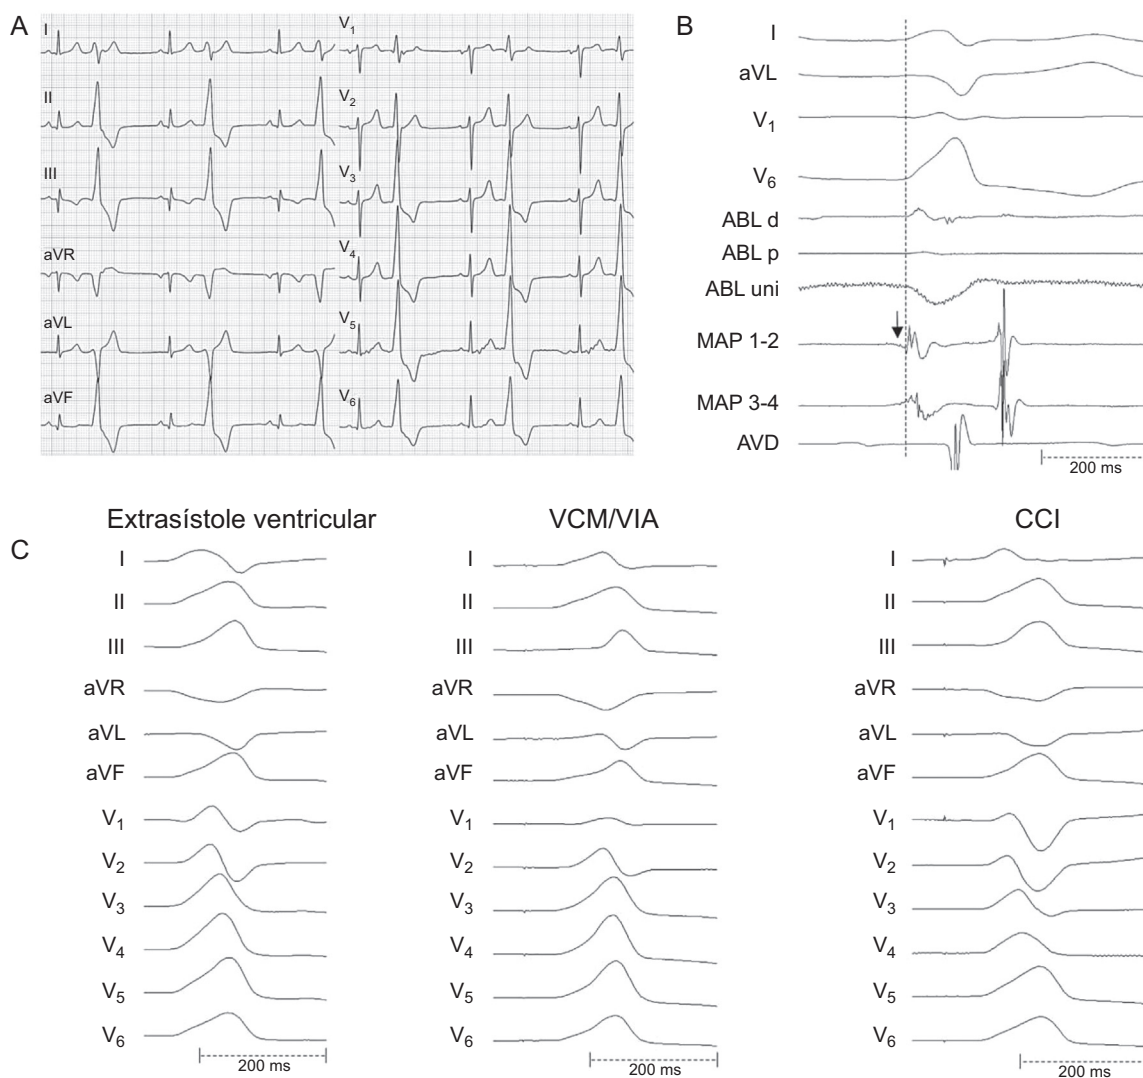 A
I
II
III
aVR
aVL
aVF
V1
V2
V3
V4
V5
V6
B
I
aVL
V1
V6
ABL d
ABL p
ABL uni
MAP 1-2
MAP 3-4
AVD
200 ms
C
Extrasístole ventricular
I
II
III
aVR
aVL
aVF
V1
V2
V3
V4
V5
V6
200 ms
VCM/VIA
I
II
III
aVR
aVL
aVF
V1
V2
V3
V4
V5
V6
200 ms
CCI
I
II
III
aVR
aVL
aVF
V1
V2
V3
V4
V5
V6
200 ms